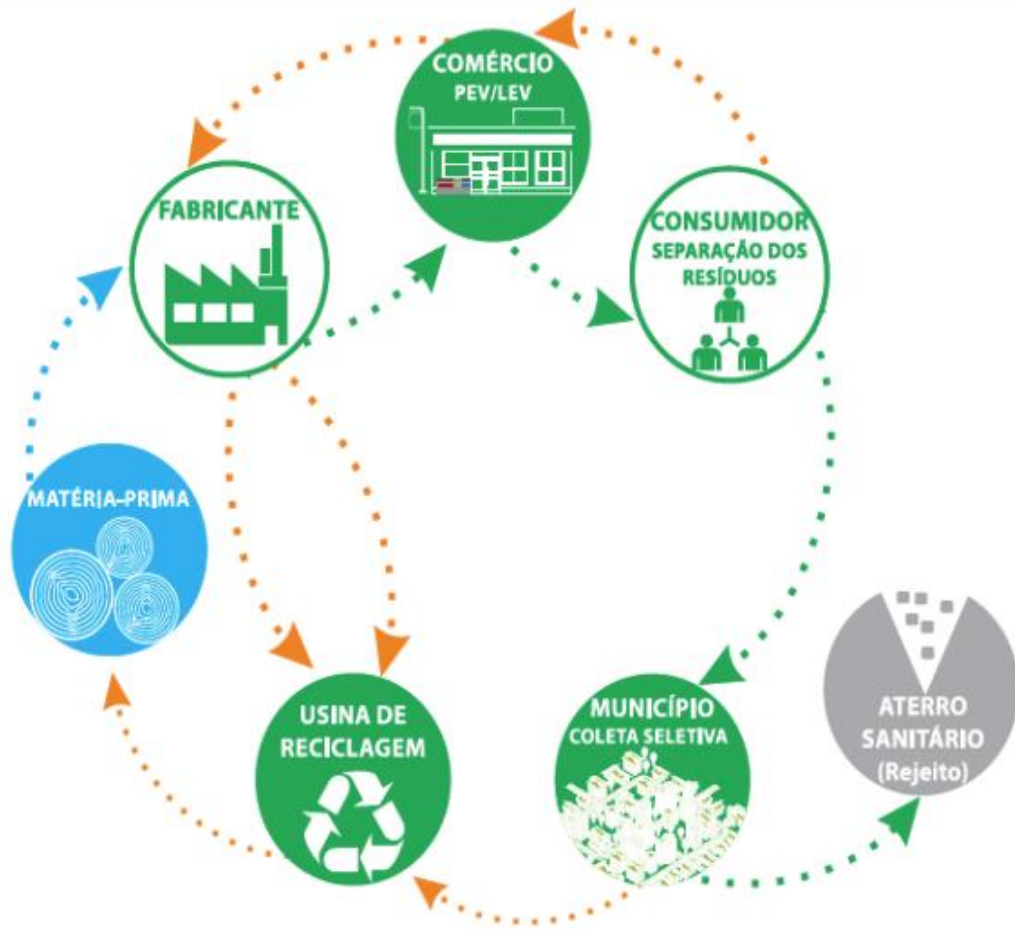 COMÉRCIO
PEV/LEV
FABRICANTE
CONSUMIDOR
SEPARAÇÃO DOS
RESÍDUOS
MATÉRIA-PRIMA
USINA DE
RECICLAGEM
MUNICÍPIO
COLETA SELETIVA
ATERRO
SANITÁRIO
(Rejeito)